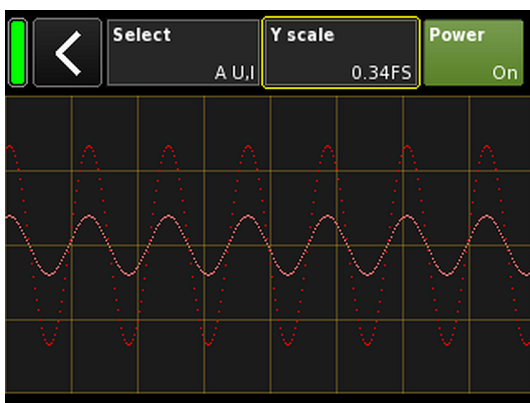 Select
A U,I
Y scale
0.34FS
Power
On